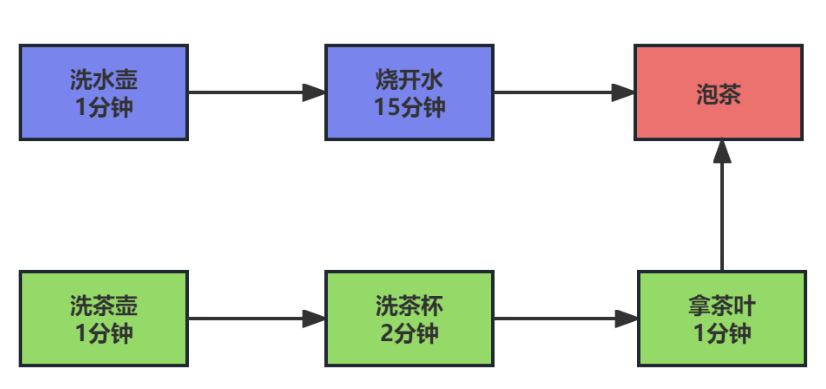 洗水壶
1分钟
烧开水
15分钟
泡茶
洗茶壶
1分钟
洗茶杯
2分钟
拿茶叶
1分钟